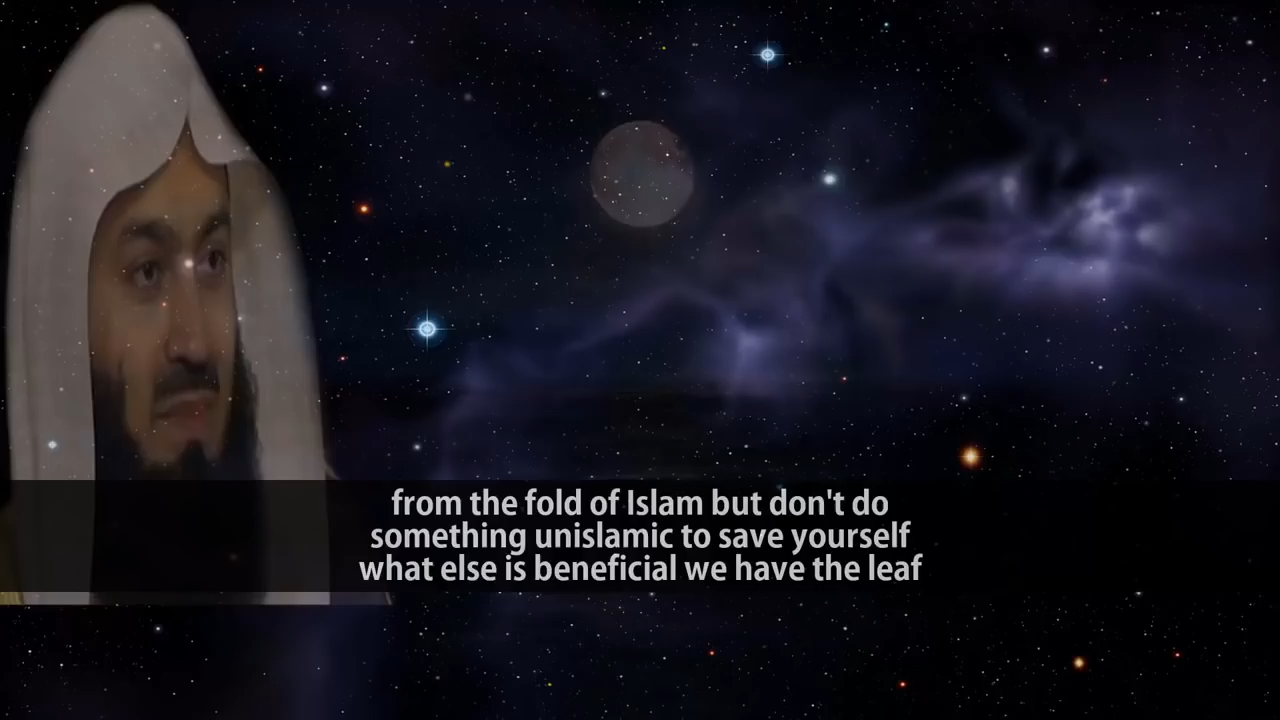 from the fold of Islam but don't do
something unislamic to save yourself
what else is beneficial we have the leaf